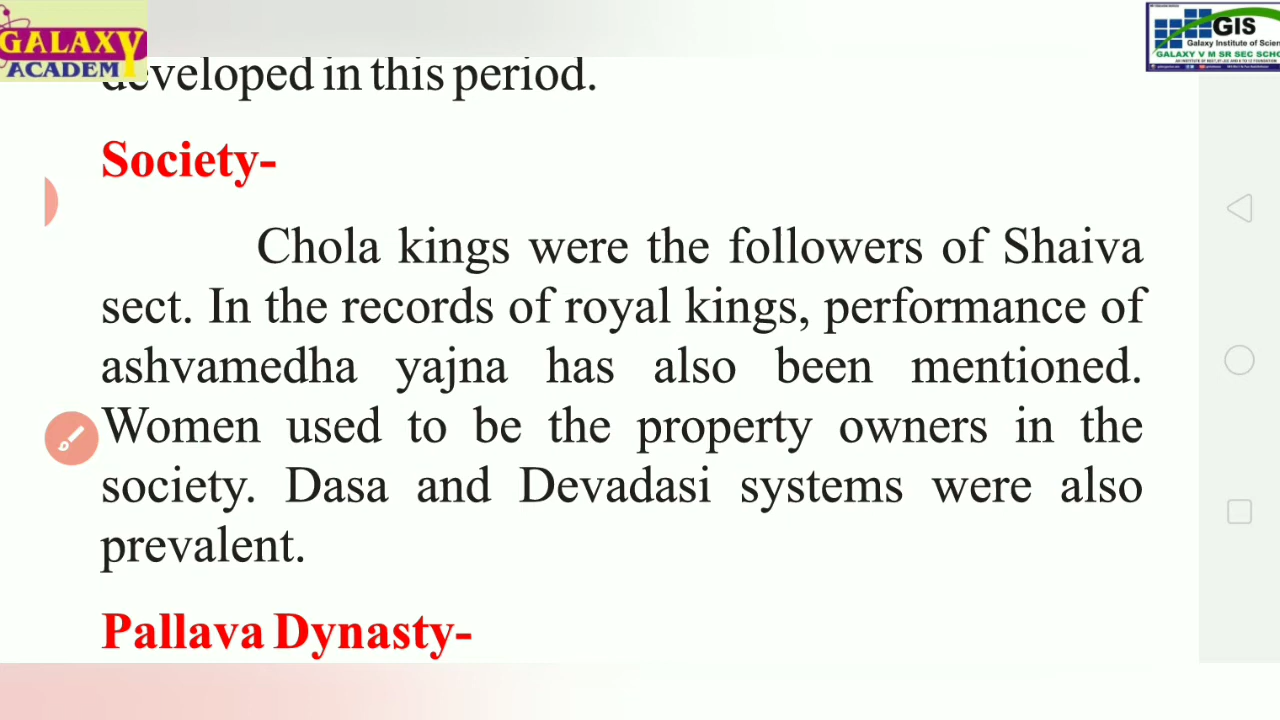 GALAXY
ACADEM
GIS
Galaxy Institute of Scien
GALAXY V M SR SEC SCHO
developed in this period.
Society-
Chola kings were the followers of Shaiva
sect. In the records of royal kings, performance of
ashvamedha yajna has also been mentioned.
Women used to be the property owners in the
society. Dasa and Devadasi systems were also
prevalent.
Pallava Dynasty-